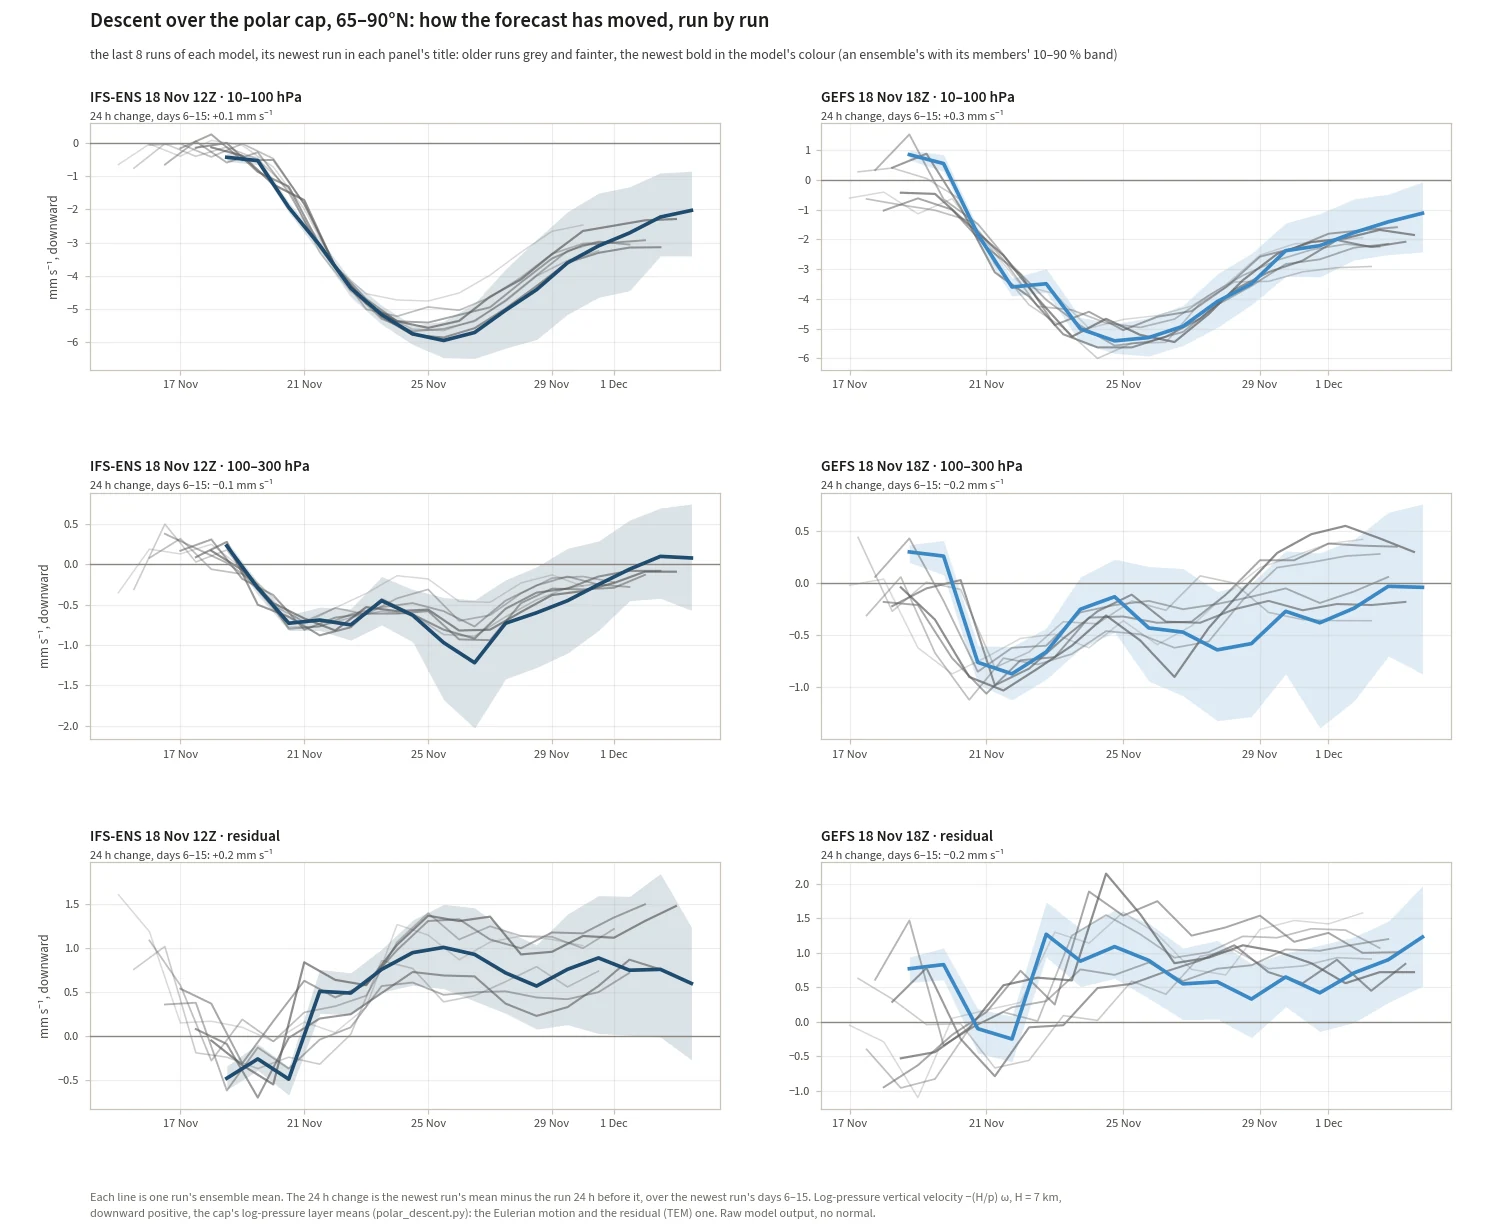 Descent over the polar cap, 65–90°N: how the forecast has moved, run by run
the last 8 runs of each model, its newest run in each panel's title: older runs grey and fainter, the newest bold in the model's colour (an ensemble's with its members' 10–90 % band)
IFS-ENS 18 Nov 12Z · 10–100 hPa
24 h change, days 6–15: +0.1 mm s⁻¹
mm s⁻¹, downward
0
−1
−2
−3
−4
−5
−6
17 Nov
21 Nov
25 Nov
29 Nov
1 Dec
GEFS 18 Nov 18Z · 10–100 hPa
24 h change, days 6–15: +0.3 mm s⁻¹
1
0
−1
−2
−3
−4
−5
−6
17 Nov
21 Nov
25 Nov
29 Nov
1 Dec
IFS-ENS 18 Nov 12Z · 100–300 hPa
24 h change, days 6–15: −0.1 mm s⁻¹
mm s⁻¹, downward
0.5
0.0
−0.5
−1.0
−1.5
−2.0
17 Nov
21 Nov
25 Nov
29 Nov
1 Dec
GEFS 18 Nov 18Z · 100–300 hPa
24 h change, days 6–15: −0.2 mm s⁻¹
0.5
0.0
−0.5
−1.0
17 Nov
21 Nov
25 Nov
29 Nov
1 Dec
IFS-ENS 18 Nov 12Z · residual
24 h change, days 6–15: +0.2 mm s⁻¹
mm s⁻¹, downward
1.5
1.0
0.5
0.0
−0.5
17 Nov
21 Nov
25 Nov
29 Nov
1 Dec
GEFS 18 Nov 18Z · residual
24 h change, days 6–15: −0.2 mm s⁻¹
2.0
1.5
1.0
0.5
0.0
−0.5
−1.0
17 Nov
21 Nov
25 Nov
29 Nov
1 Dec
Each line is one run's ensemble mean. The 24 h change is the newest run's mean minus the run 24 h before it, over the newest run's days 6–15. Log-pressure vertical velocity −(H/p) ω, H = 7 km,
downward positive, the cap's log-pressure layer means (polar_descent.py): the Eulerian motion and the residual (TEM) one. Raw model output, no normal.